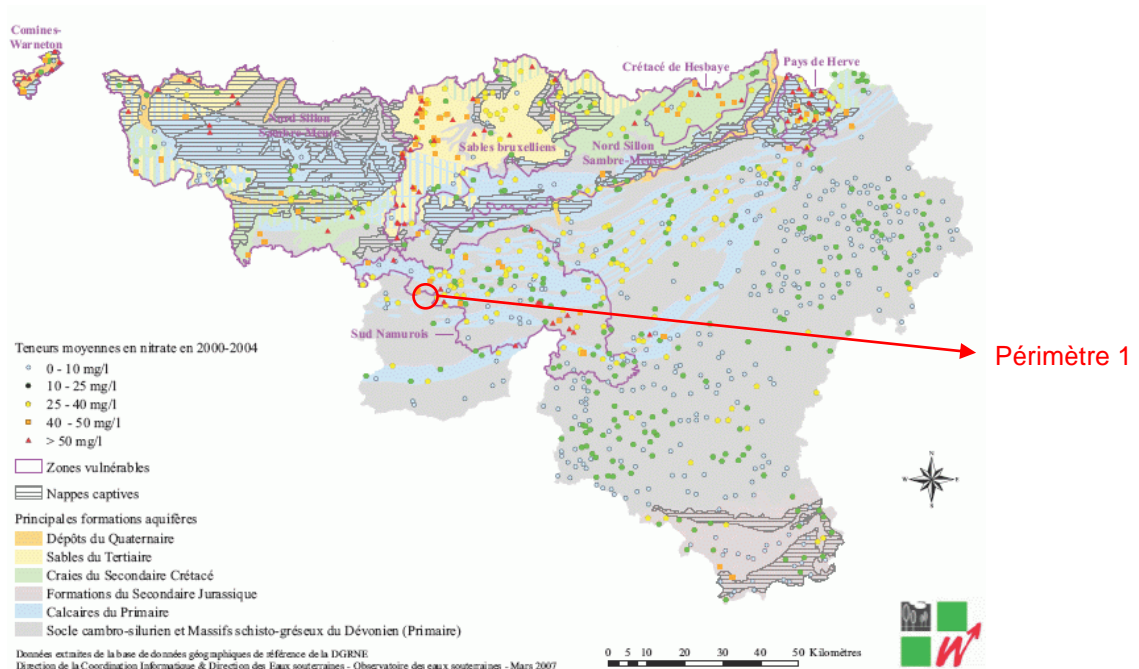 Comines-
Warneton
Crétacé de Hesbaye
Pays de Herve
Nord Sillon
Sambre-Meuse
Sables bruxelliens
Nord Sillon
Sambre-Meuse
Sud Namurois
Périmètre 1
Teneurs moyennes en nitrate en 2000-2004
0 - 10 mg/l
10 - 25 mg/l
25 - 40 mg/l
40 - 50 mg/l
> 50 mg/l
Zones vulnérables
Nappes captives
Principales formations aquifères
Dépôts du Quaternaire
Sables du Tertiaire
Craies du Secondaire Crétacé
Formations du Secondaire Jurassique
Calcaires du Primaire
Socle cambro-silurien et Massifs schisto-gréseux du Dévonien (Primaire)
Données extraites de la base de données géographiques de référence de la DGRNE
Direction de la Coordination Informatique & Direction des Eaux souterraines - Observatoire des eaux souterraines - Mars 2007
N
W E
S
0 5 10 20 30 40 50 Kilomètres
W